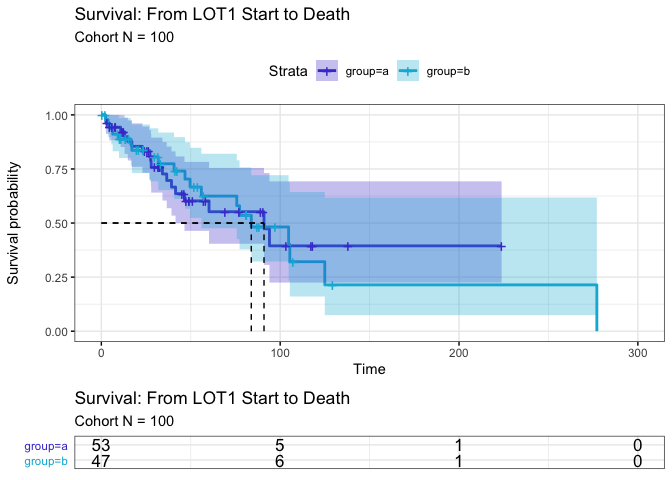 Survival: From LOT1 Start to Death
Cohort N = 100
Strata group=a group=b
Survival probability
1.00
0.75
0.50
0.25
0.00
0 100 200 300
Time
Survival: From LOT1 Start to Death
Cohort N = 100
group=a 53 5 1 0
group=b 47 6 1 0